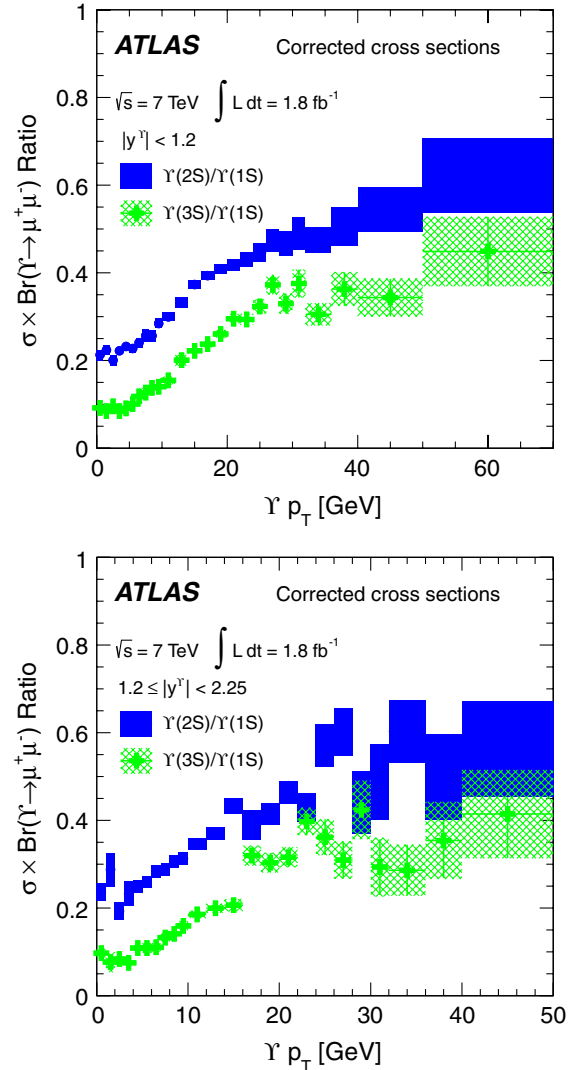 ATLAS Corrected cross sections
√s = 7 TeV ∫ L dt = 1.8 fb⁻¹
|y^ϒ| < 1.2
ϒ(2S)/ϒ(1S)
ϒ(3S)/ϒ(1S)
σ × Br(ϒ→μ⁺μ⁻) Ratio
1
0.8
0.6
0.4
0.2
0
0 20 40 60
ϒ p_T [GeV]
ATLAS Corrected cross sections
√s = 7 TeV ∫ L dt = 1.8 fb⁻¹
1.2 ≤ |y^ϒ| < 2.25
ϒ(2S)/ϒ(1S)
ϒ(3S)/ϒ(1S)
σ × Br(ϒ→μ⁺μ⁻) Ratio
1
0.8
0.6
0.4
0.2
0
0 10 20 30 40 50
ϒ p_T [GeV]